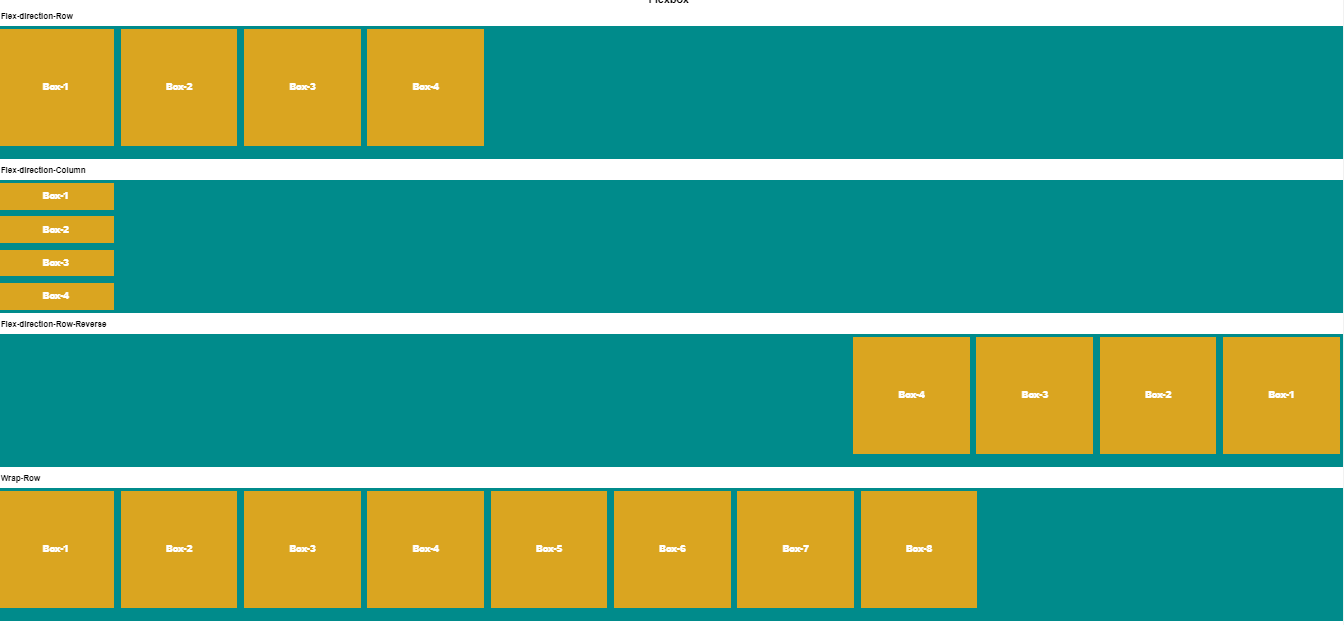 Flexbox
Flex-direction-Row
Box-1 Box-2 Box-3 Box-4
Flex-direction-Column
Box-1
Box-2
Box-3
Box-4
Flex-direction-Row-Reverse
Box-4 Box-3 Box-2 Box-1
Wrap-Row
Box-1 Box-2 Box-3 Box-4 Box-5 Box-6 Box-7 Box-8